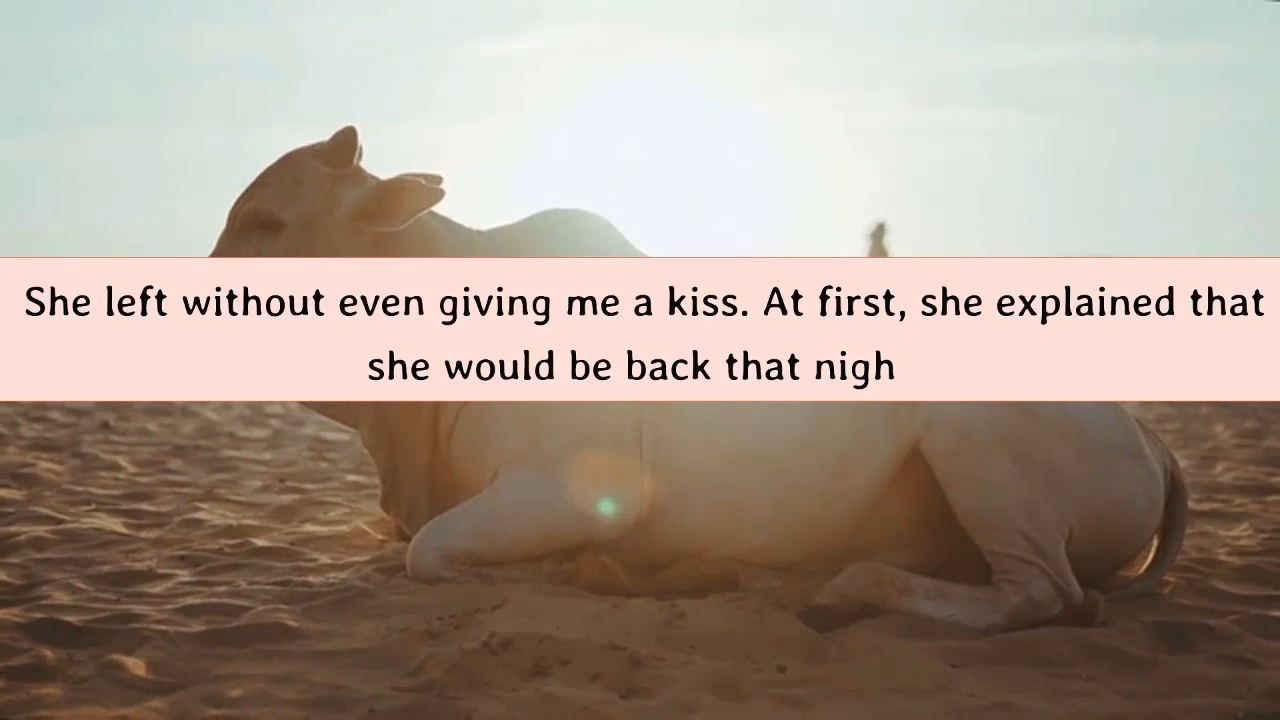 She left without even giving me a kiss. At first, she explained that
she would be back that nigh